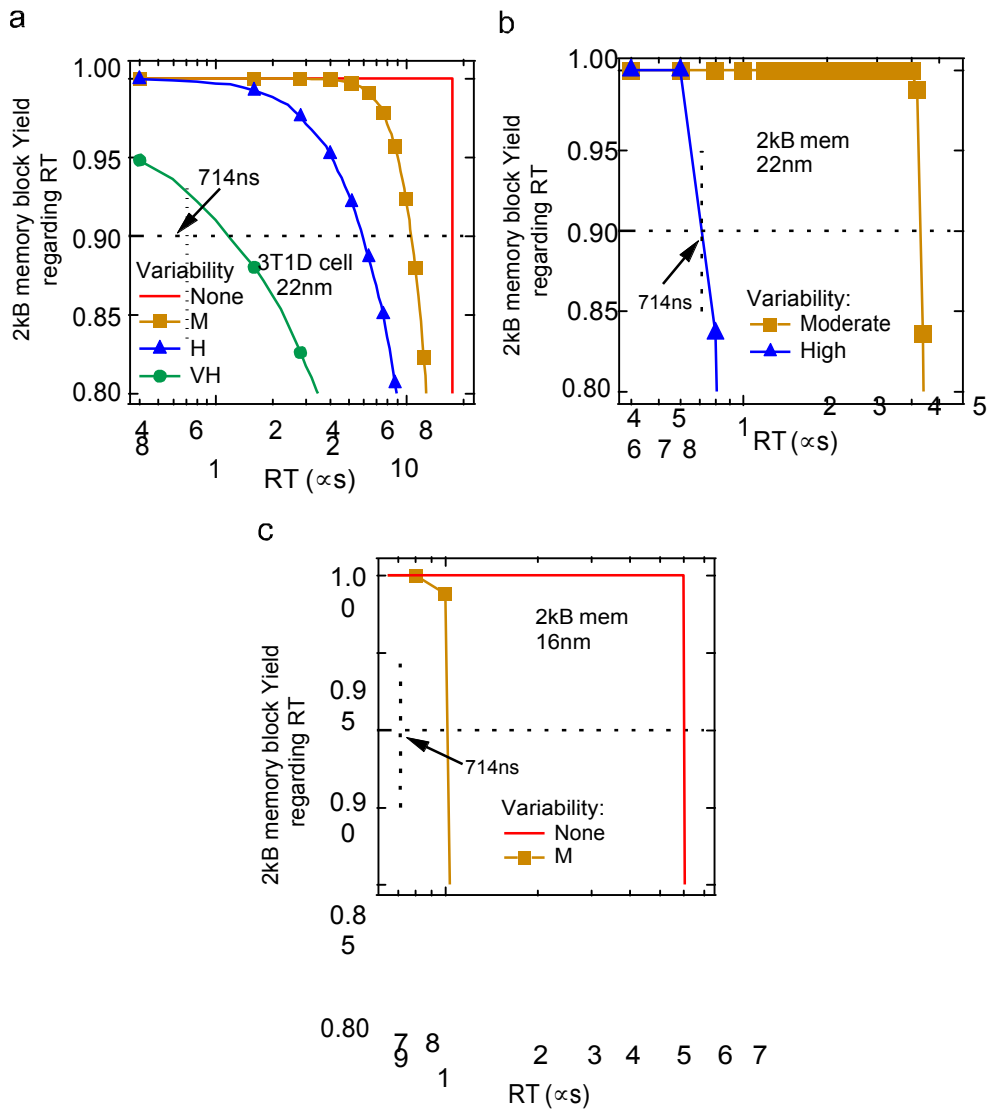 a
2kB memory block Yield
regarding RT
1.00
0.95
0.90
0.85
0.80
714ns
3T1D cell
22nm
Variability
None
M
H
VH
4 6 2 4 6 8
8 2
1 10
RT (∝s)
b
2kB memory block Yield
regarding RT
1.00
0.95
0.90
0.85
0.80
2kB mem
22nm
714ns
Variability:
Moderate
High
4 5 2 3 4 5
6 7 8 1
RT (∝s)
c
2kB memory block Yield
regarding RT
1.0
0
0.9
5
0.9
0
0.8
5
0.80
2kB mem
16nm
714ns
Variability:
None
M
7 8 2 3 4 5 6 7
9
1
RT (∝s)